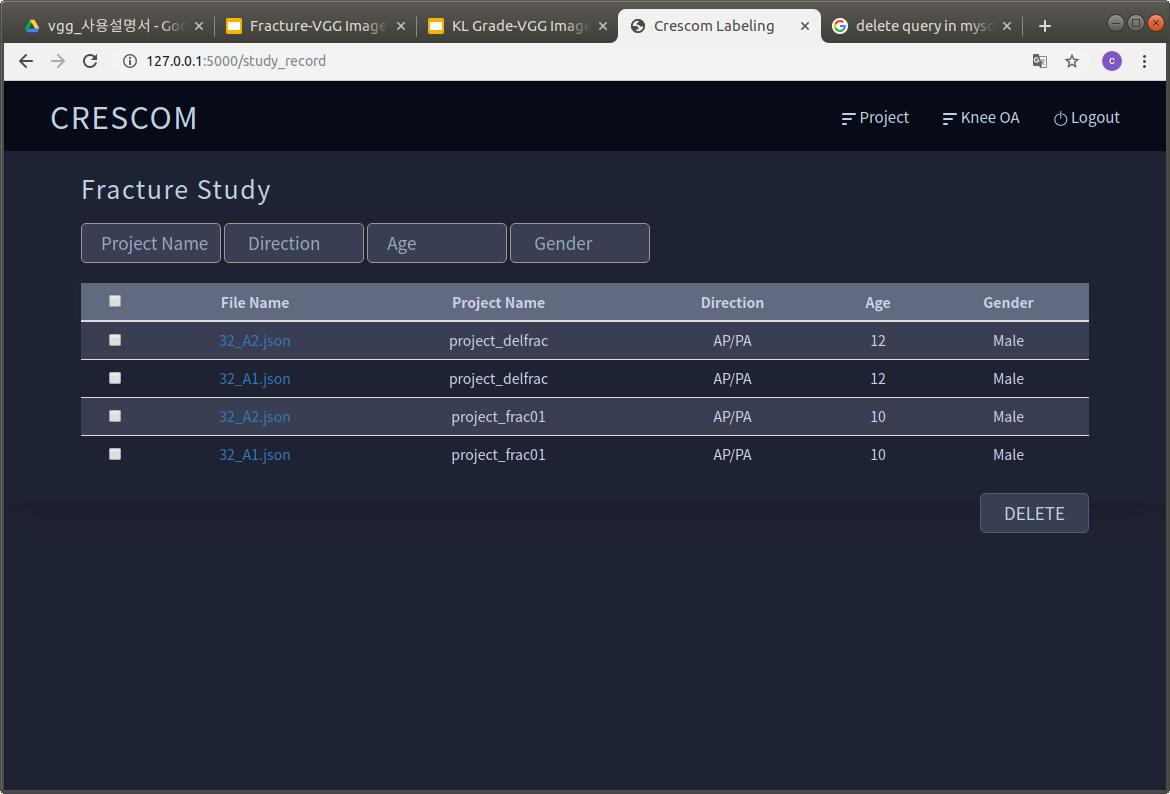 vgg_사용설명서 - Goo
Fracture-VGG Image
KL Grade-VGG Image
Crescom Labeling
delete query in mysq
127.0.0.1:5000/study_record
C
CRESCOM
Project
Knee OA
Logout
Fracture Study
Project Name Direction Age Gender
File Name Project Name Direction Age Gender
32_A2.json project_delfrac AP/PA 12 Male
32_A1.json project_delfrac AP/PA 12 Male
32_A2.json project_frac01 AP/PA 10 Male
32_A1.json project_frac01 AP/PA 10 Male
DELETE